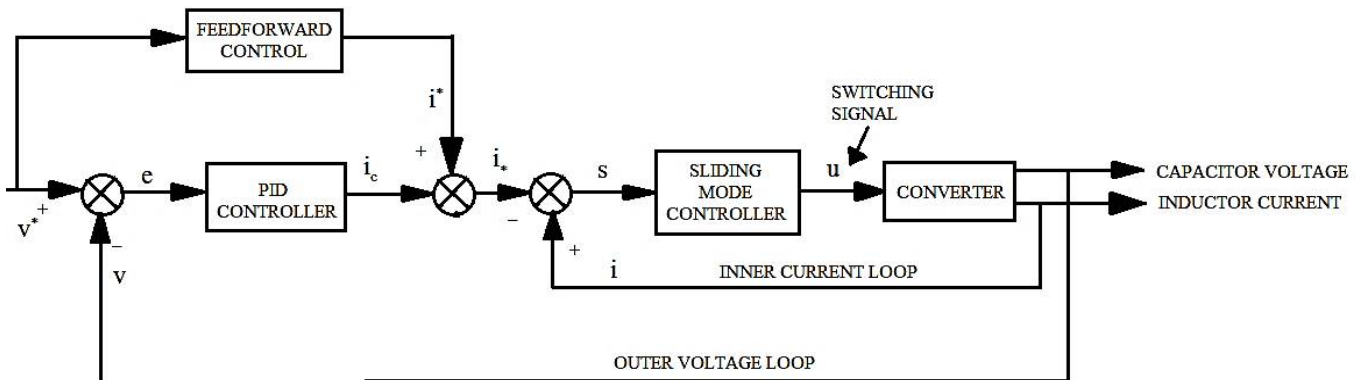 FEEDFORWARD
CONTROL
i*
SWITCHING
SIGNAL
+
i_c
i_*
e
PID
CONTROLLER
s
SLIDING
MODE
CONTROLLER
u
CONVERTER
CAPACITOR VOLTAGE
INDUCTOR CURRENT
+
v*
−
v
−
+
i
INNER CURRENT LOOP
OUTER VOLTAGE LOOP